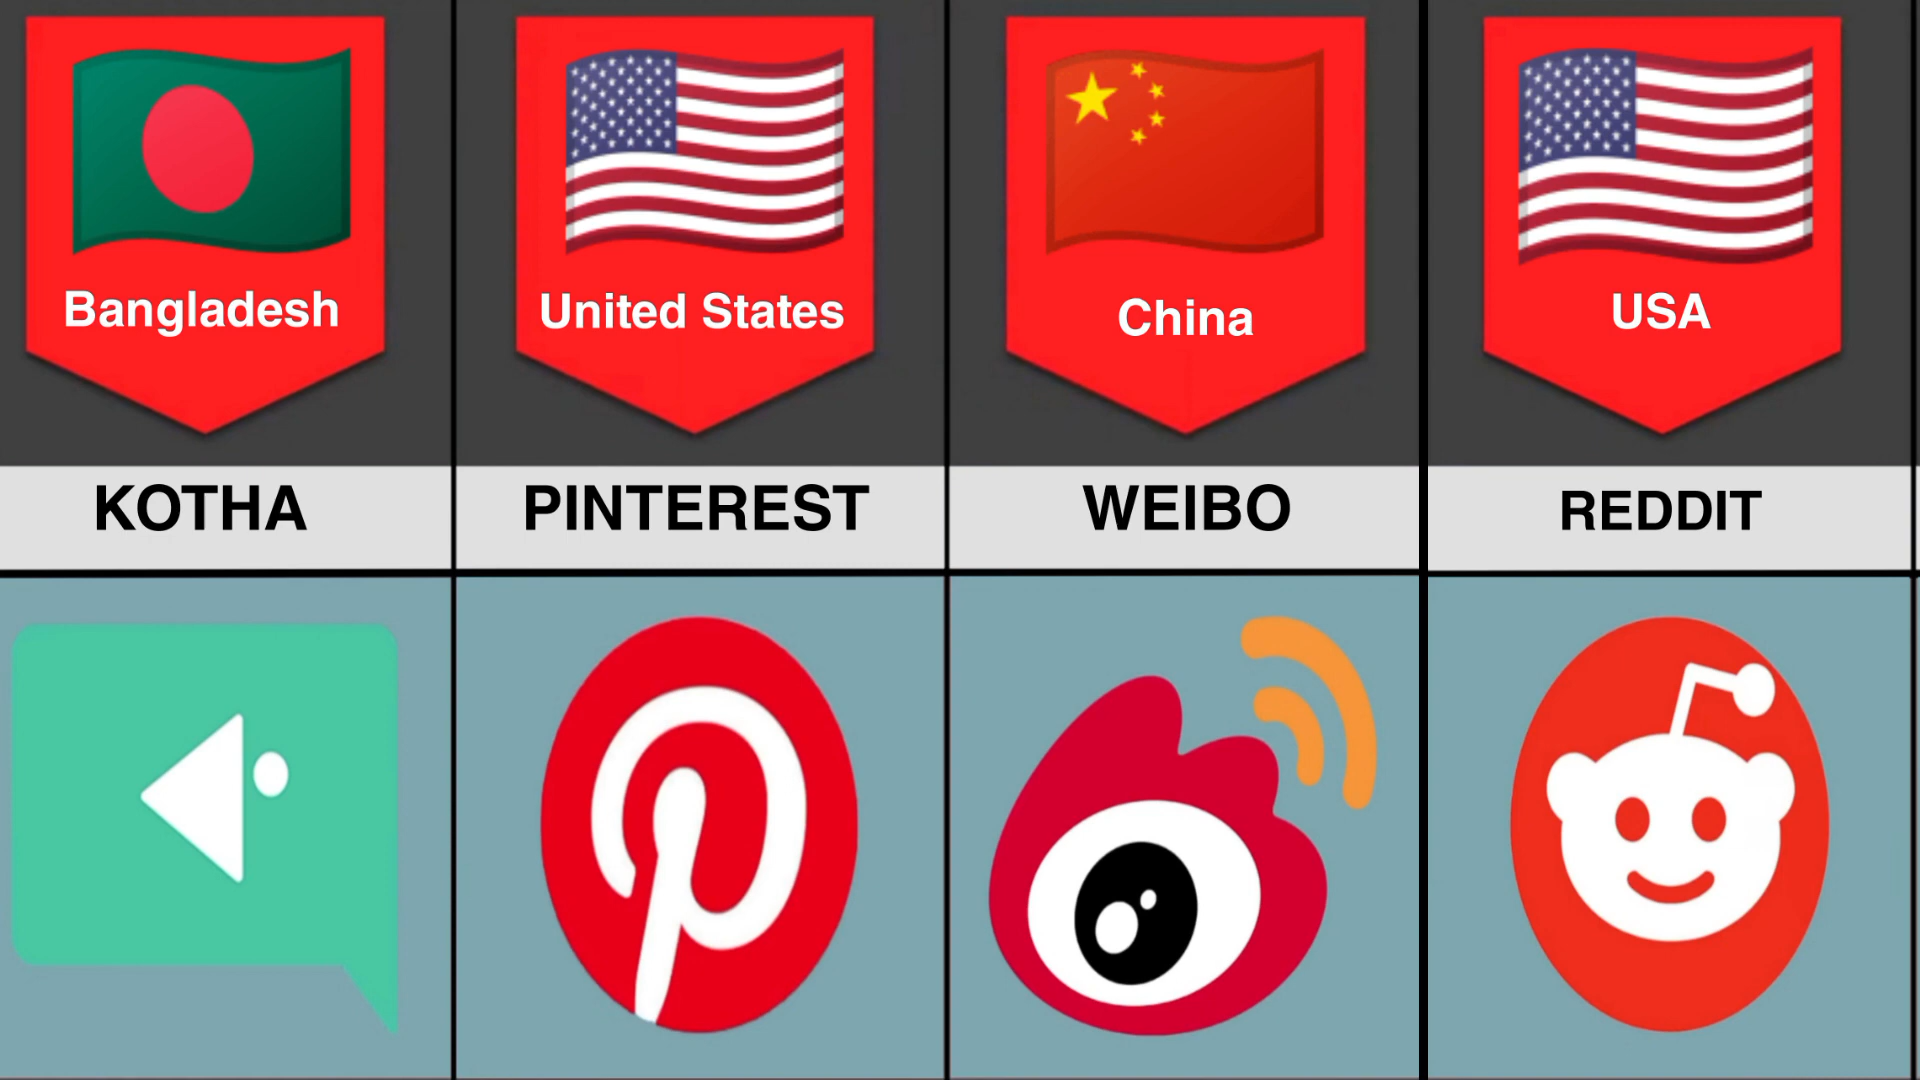 Bangladesh
United States
China
USA
KOTHA
PINTEREST
WEIBO
REDDIT